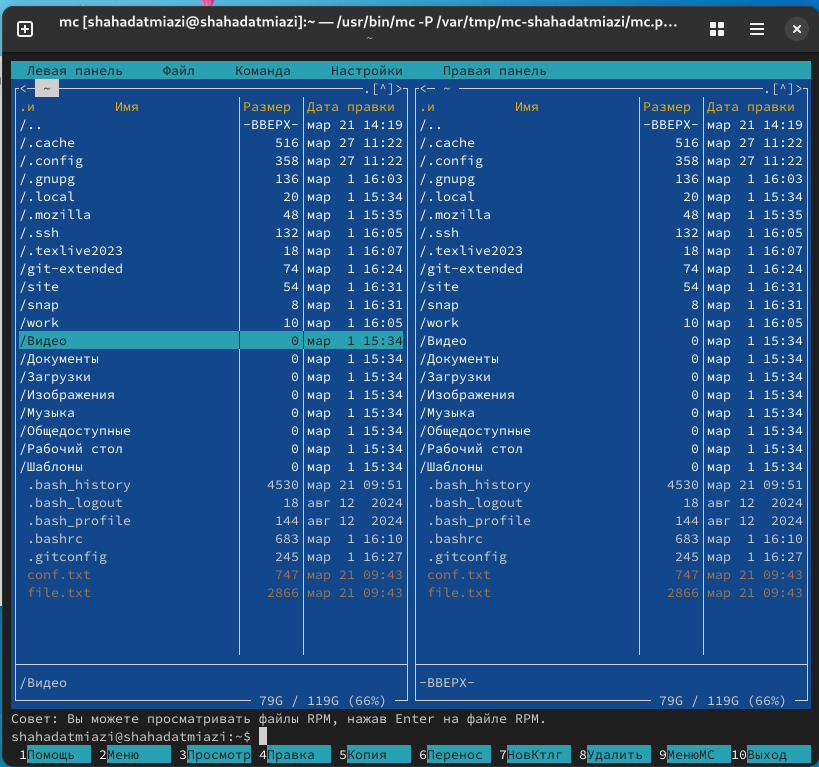 mc [shahadatmiazi@shahadatmiazi]:~ — /usr/bin/mc -P /var/tmp/mc-shahadatmiazi/mc.p…
~
Левая панель Файл Команда Настройки Правая панель
<— ~ .[^]> <— ~ .[^]>
.и Имя Размер Дата правки .и Имя Размер Дата правки
/.. -ВВЕРХ- мар 21 14:19 /.. -ВВЕРХ- мар 21 14:19
/.cache 516 мар 27 11:22 /.cache 516 мар 27 11:22
/.config 358 мар 27 11:22 /.config 358 мар 27 11:22
/.gnupg 136 мар 1 16:03 /.gnupg 136 мар 1 16:03
/.local 20 мар 1 15:34 /.local 20 мар 1 15:34
/.mozilla 48 мар 1 15:35 /.mozilla 48 мар 1 15:35
/.ssh 132 мар 1 16:05 /.ssh 132 мар 1 16:05
/.texlive2023 18 мар 1 16:07 /.texlive2023 18 мар 1 16:07
/git-extended 74 мар 1 16:24 /git-extended 74 мар 1 16:24
/site 54 мар 1 16:31 /site 54 мар 1 16:31
/snap 8 мар 1 16:31 /snap 8 мар 1 16:31
/work 10 мар 1 16:05 /work 10 мар 1 16:05
/Видео 0 мар 1 15:34 /Видео 0 мар 1 15:34
/Документы 0 мар 1 15:34 /Документы 0 мар 1 15:34
/Загрузки 0 мар 1 15:34 /Загрузки 0 мар 1 15:34
/Изображения 0 мар 1 15:34 /Изображения 0 мар 1 15:34
/Музыка 0 мар 1 15:34 /Музыка 0 мар 1 15:34
/Общедоступные 0 мар 1 15:34 /Общедоступные 0 мар 1 15:34
/Рабочий стол 0 мар 1 15:34 /Рабочий стол 0 мар 1 15:34
/Шаблоны 0 мар 1 15:34 /Шаблоны 0 мар 1 15:34
.bash_history 4530 мар 21 09:51 .bash_history 4530 мар 21 09:51
.bash_logout 18 авг 12 2024 .bash_logout 18 авг 12 2024
.bash_profile 144 авг 12 2024 .bash_profile 144 авг 12 2024
.bashrc 683 мар 1 16:10 .bashrc 683 мар 1 16:10
.gitconfig 245 мар 1 16:27 .gitconfig 245 мар 1 16:27
conf.txt 747 мар 21 09:43 conf.txt 747 мар 21 09:43
file.txt 2866 мар 21 09:43 file.txt 2866 мар 21 09:43
/Видео -ВВЕРХ-
79G / 119G (66%) 79G / 119G (66%)
Совет: Вы можете просматривать файлы RPM, нажав Enter на файле RPM.
shahadatmiazi@shahadatmiazi:~$
1Помощь 2Меню 3Просмотр 4Правка 5Копия 6Перенос 7НовКтлг 8Удалить 9МенюМС 10Выход